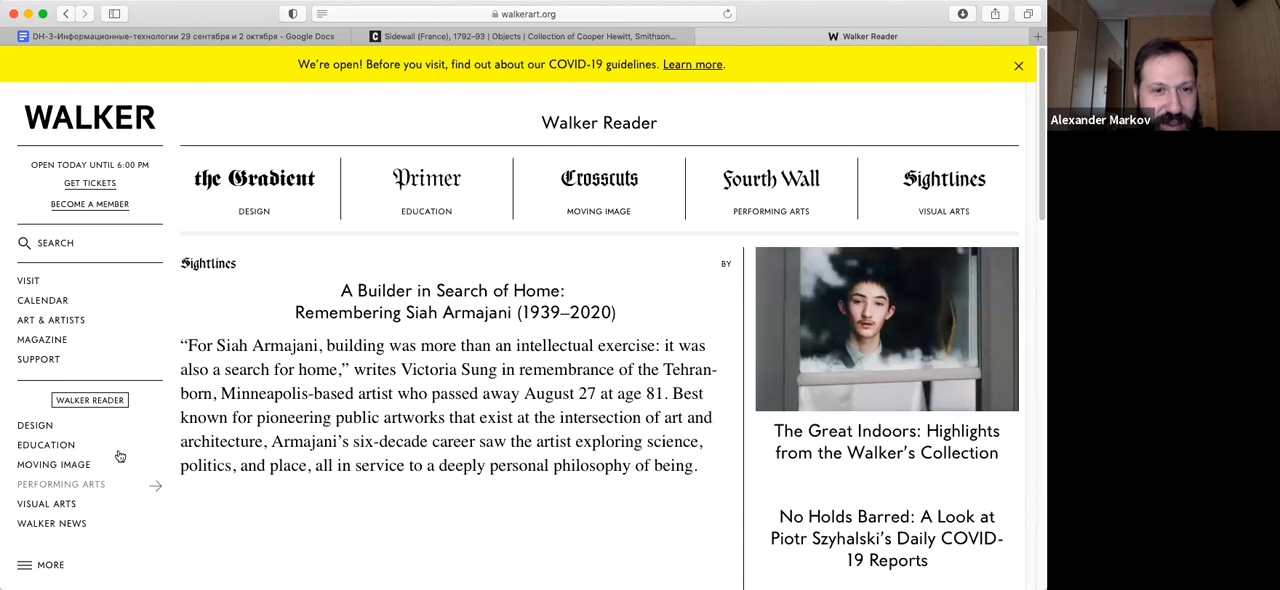 walkerart.org
DH-3-Информационные-технологии 29 сентября и 2 октября - Google Docs
Sidewall (France), 1792–93 | Objects | Collection of Cooper Hewitt, Smithson...
Walker Reader
We're open! Before you visit, find out about our COVID-19 guidelines. Learn more.
WALKER
OPEN TODAY UNTIL 6:00 PM
GET TICKETS
BECOME A MEMBER
SEARCH
VISIT
CALENDAR
ART & ARTISTS
MAGAZINE
SUPPORT
WALKER READER
DESIGN
EDUCATION
MOVING IMAGE
PERFORMING ARTS
VISUAL ARTS
WALKER NEWS
MORE
Walker Reader
the Gradient
DESIGN
Primer
EDUCATION
Crosscuts
MOVING IMAGE
Fourth Wall
PERFORMING ARTS
Sightlines
VISUAL ARTS
Sightlines
BY
A Builder in Search of Home:
Remembering Siah Armajani (1939–2020)
“For Siah Armajani, building was more than an intellectual exercise: it was
also a search for home,” writes Victoria Sung in remembrance of the Tehran-
born, Minneapolis-based artist who passed away August 27 at age 81. Best
known for pioneering public artworks that exist at the intersection of art and
architecture, Armajani’s six-decade career saw the artist exploring science,
politics, and place, all in service to a deeply personal philosophy of being.
The Great Indoors: Highlights
from the Walker’s Collection
No Holds Barred: A Look at
Piotr Szyhalski’s Daily COVID-
19 Reports
Alexander Markov